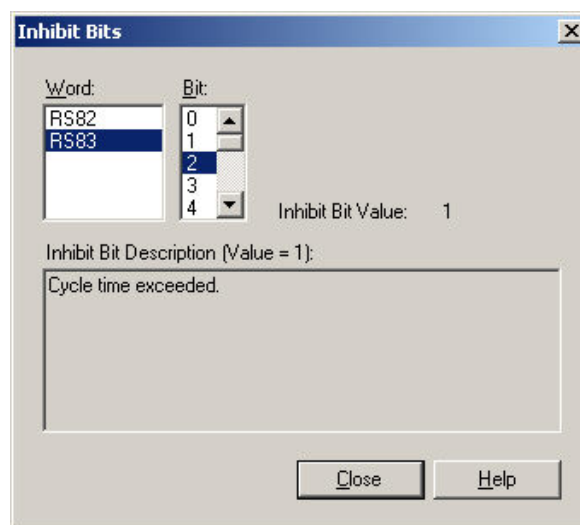 Inhibit Bits
Word:
Bit:
RS82
RS83
0
1
2
3
4
Inhibit Bit Value: 1
Inhibit Bit Description (Value = 1):
Cycle time exceeded.
Close
Help